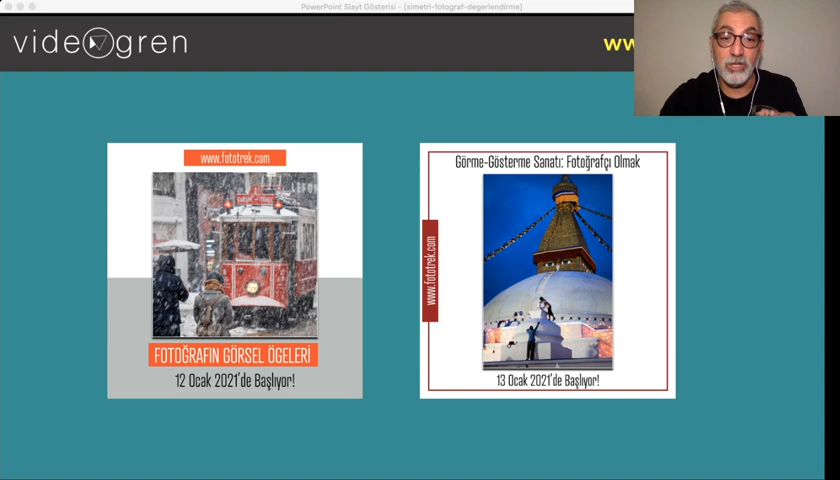 PowerPoint Slayt Gösterisi - [simetri-fotograf-degerlendirme]
videogren
ww
www.fototrek.com
FOTOĞRAFIN GÖRSEL ÖGELERİ
12 Ocak 2021'de Başlıyor!
Görme-Gösterme Sanatı: Fotoğrafçı Olmak
www.fototrek.com
13 Ocak 2021'de Başlıyor!